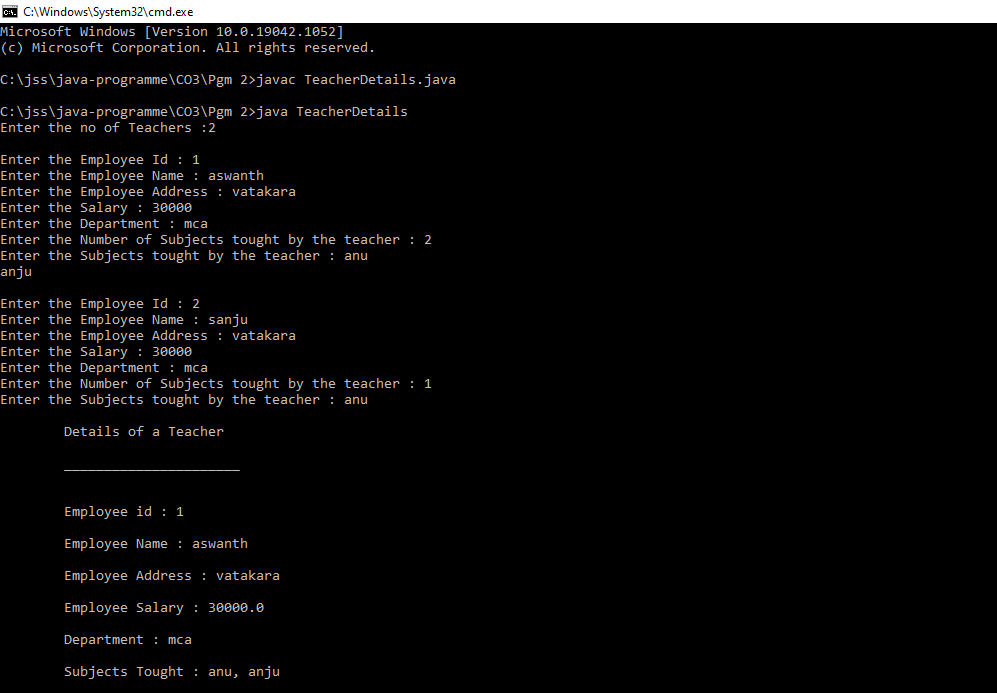 C:\Windows\System32\cmd.exe
Microsoft Windows [Version 10.0.19042.1052]
(c) Microsoft Corporation. All rights reserved.
C:\jss\java-programme\CO3\Pgm 2>javac TeacherDetails.java
C:\jss\java-programme\CO3\Pgm 2>java TeacherDetails
Enter the no of Teachers :2
Enter the Employee Id : 1
Enter the Employee Name : aswanth
Enter the Employee Address : vatakara
Enter the Salary : 30000
Enter the Department : mca
Enter the Number of Subjects tought by the teacher : 2
Enter the Subjects tought by the teacher : anu
anju
Enter the Employee Id : 2
Enter the Employee Name : sanju
Enter the Employee Address : vatakara
Enter the Salary : 30000
Enter the Department : mca
Enter the Number of Subjects tought by the teacher : 1
Enter the Subjects tought by the teacher : anu
Details of a Teacher
______________________
Employee id : 1
Employee Name : aswanth
Employee Address : vatakara
Employee Salary : 30000.0
Department : mca
Subjects Tought : anu, anju